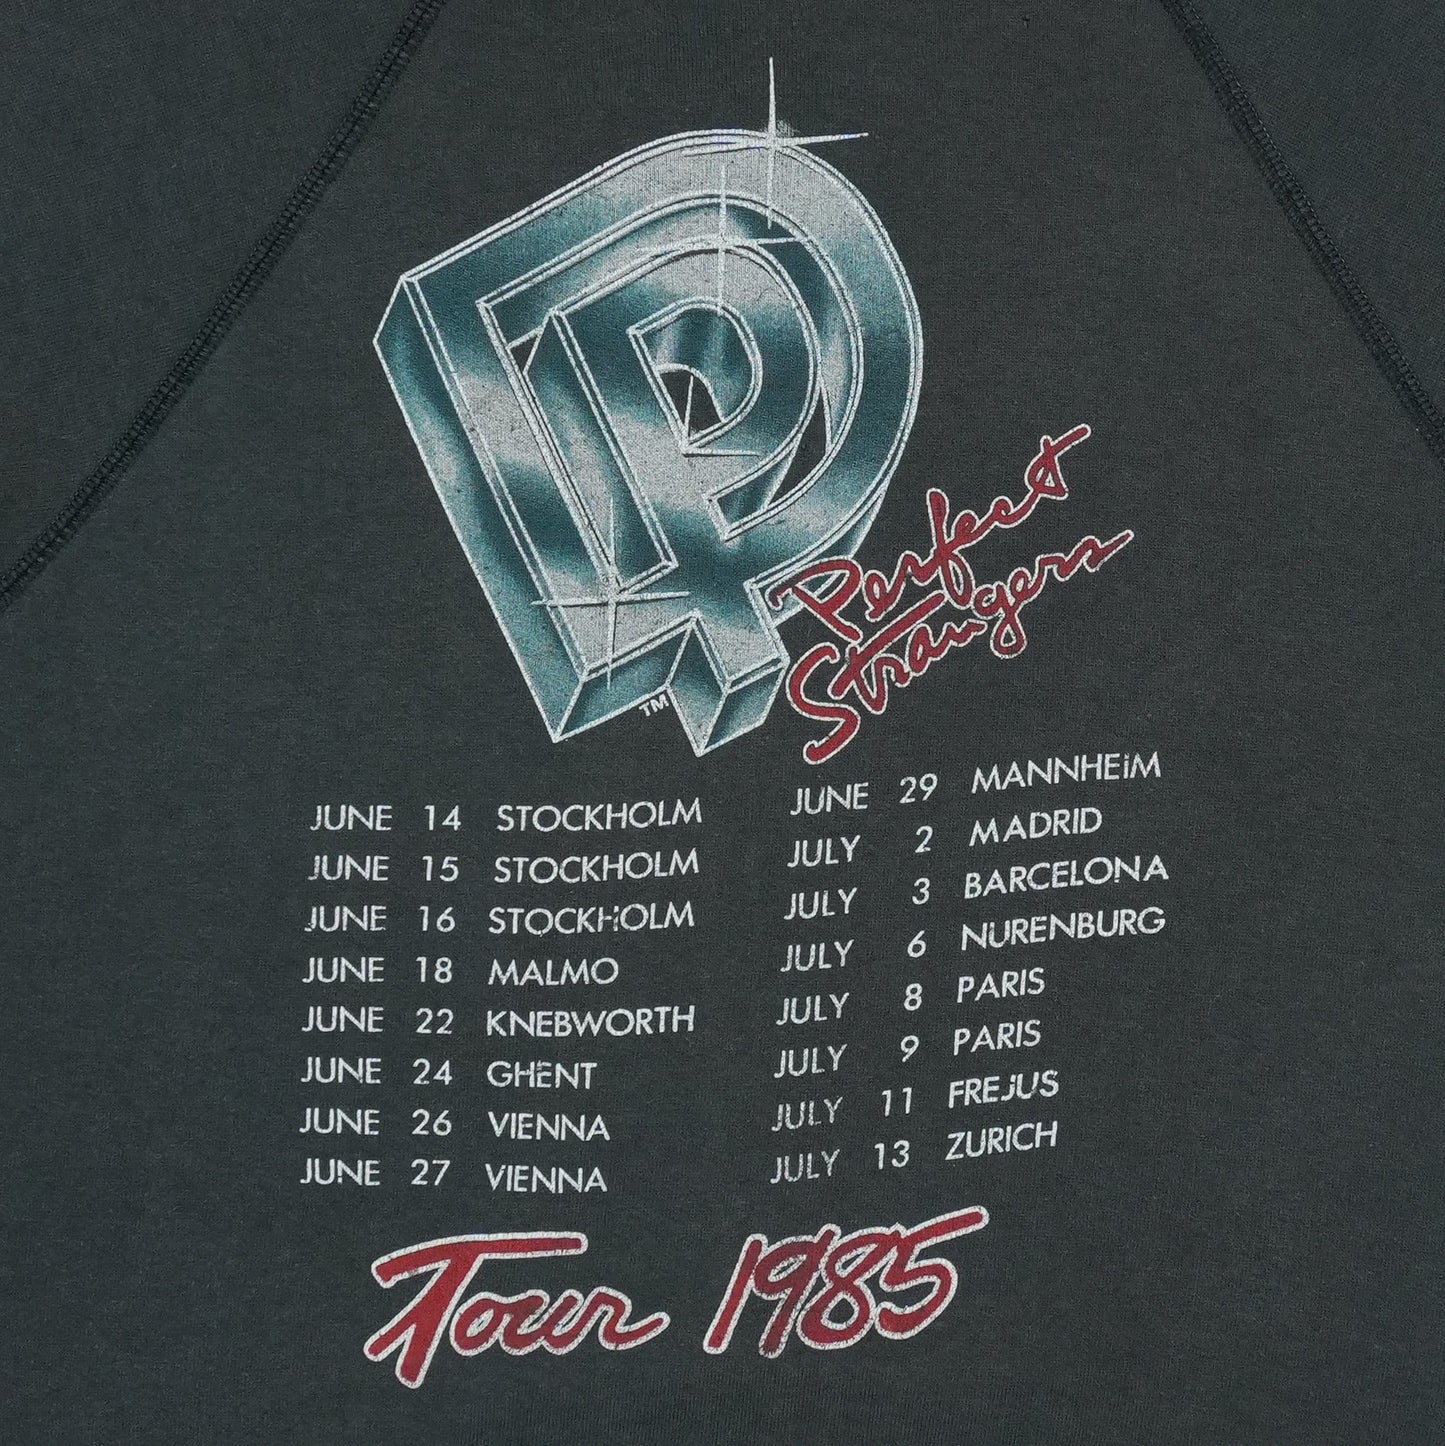 DP
Perfect
Strangers
TM
JUNE 14 STOCKHOLM
JUNE 15 STOCKHOLM
JUNE 16 STOCKHOLM
JUNE 18 MALMO
JUNE 22 KNEBWORTH
JUNE 24 GHENT
JUNE 26 VIENNA
JUNE 27 VIENNA
JUNE 29 MANNHEIM
JULY 2 MADRID
JULY 3 BARCELONA
JULY 6 NURENBURG
JULY 8 PARIS
JULY 9 PARIS
JULY 11 FREJUS
JULY 13 ZURICH
Tour 1985